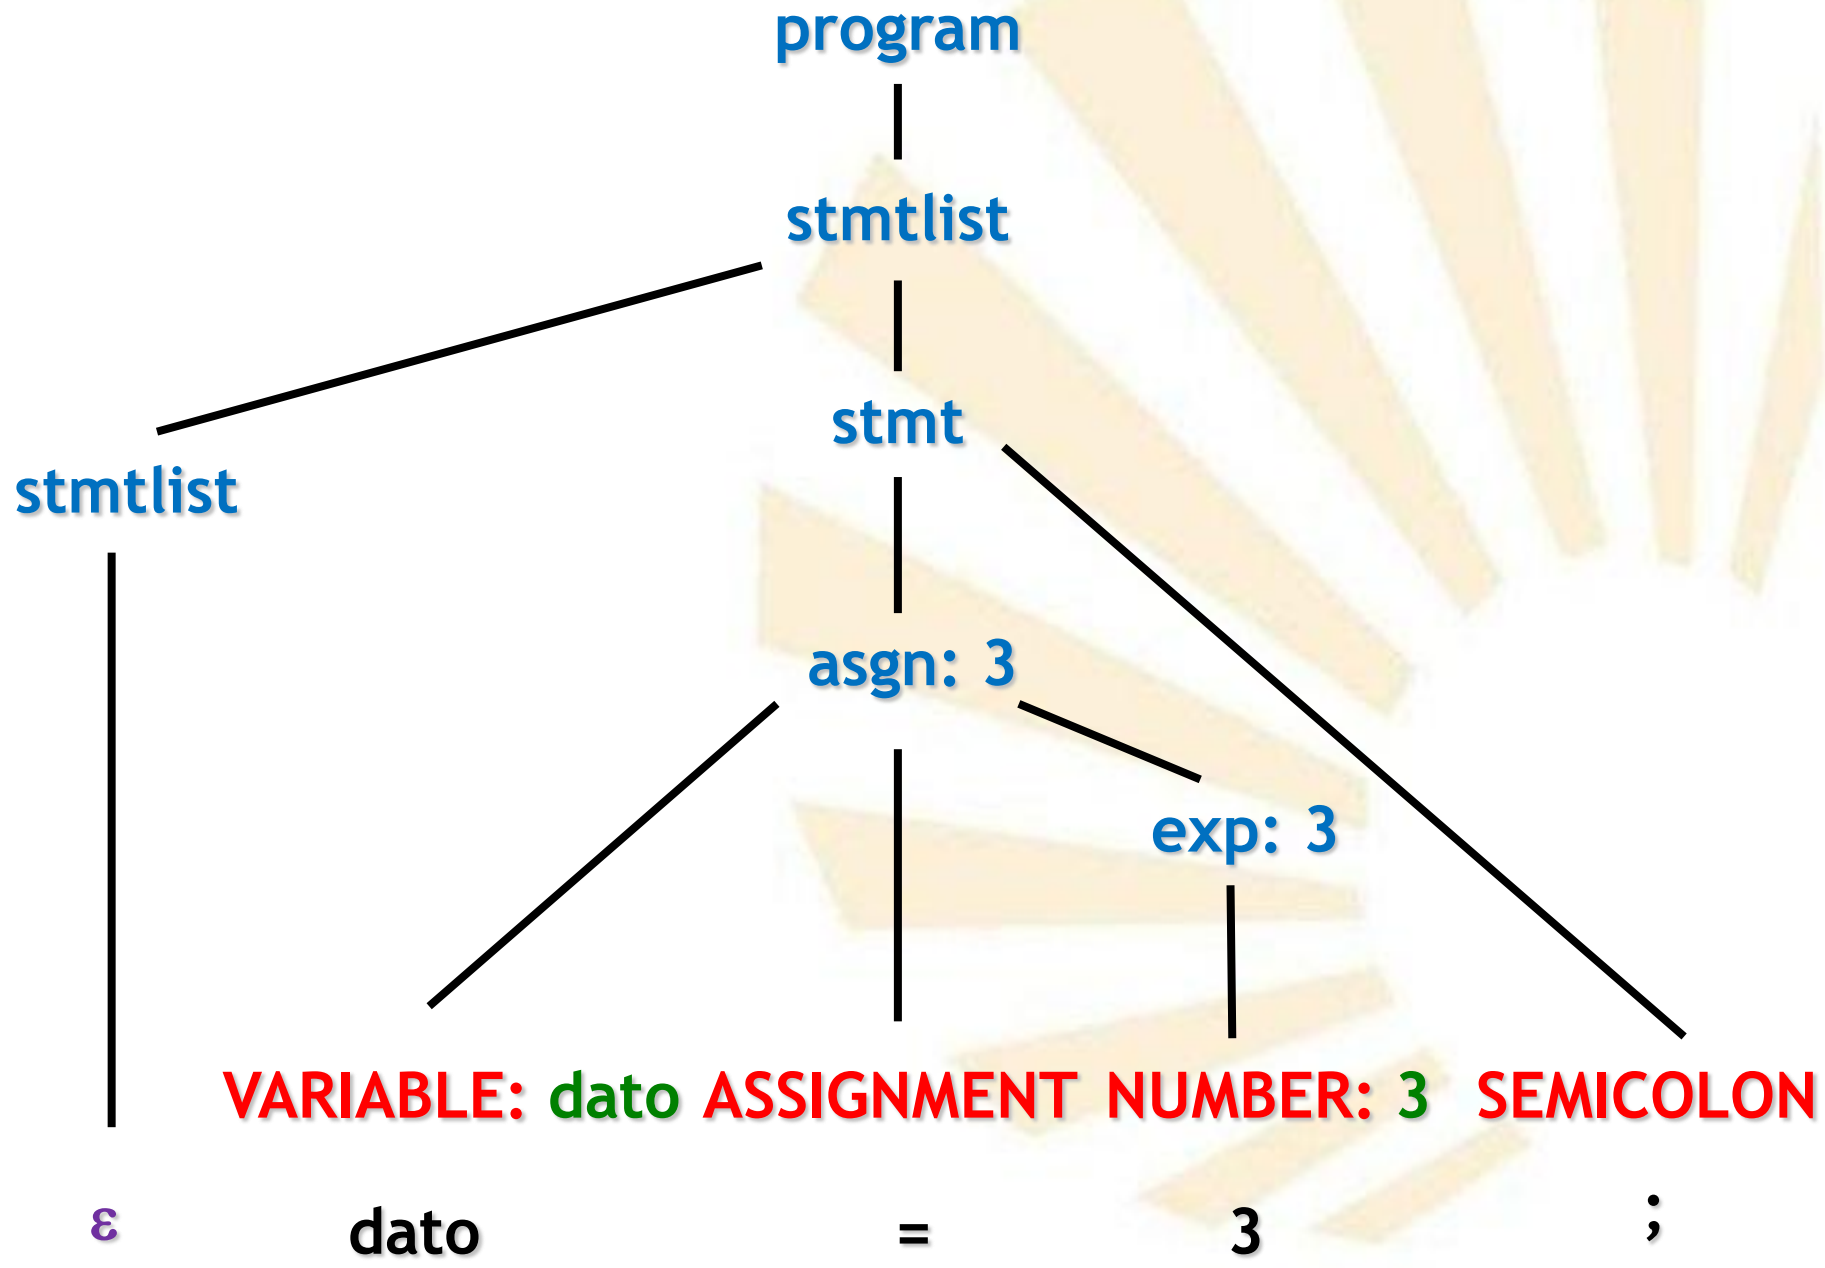 program
stmtlist
stmt
stmtlist
asgn: 3
exp: 3
VARIABLE: dato ASSIGNMENT NUMBER: 3 SEMICOLON
ε dato = 3 ;